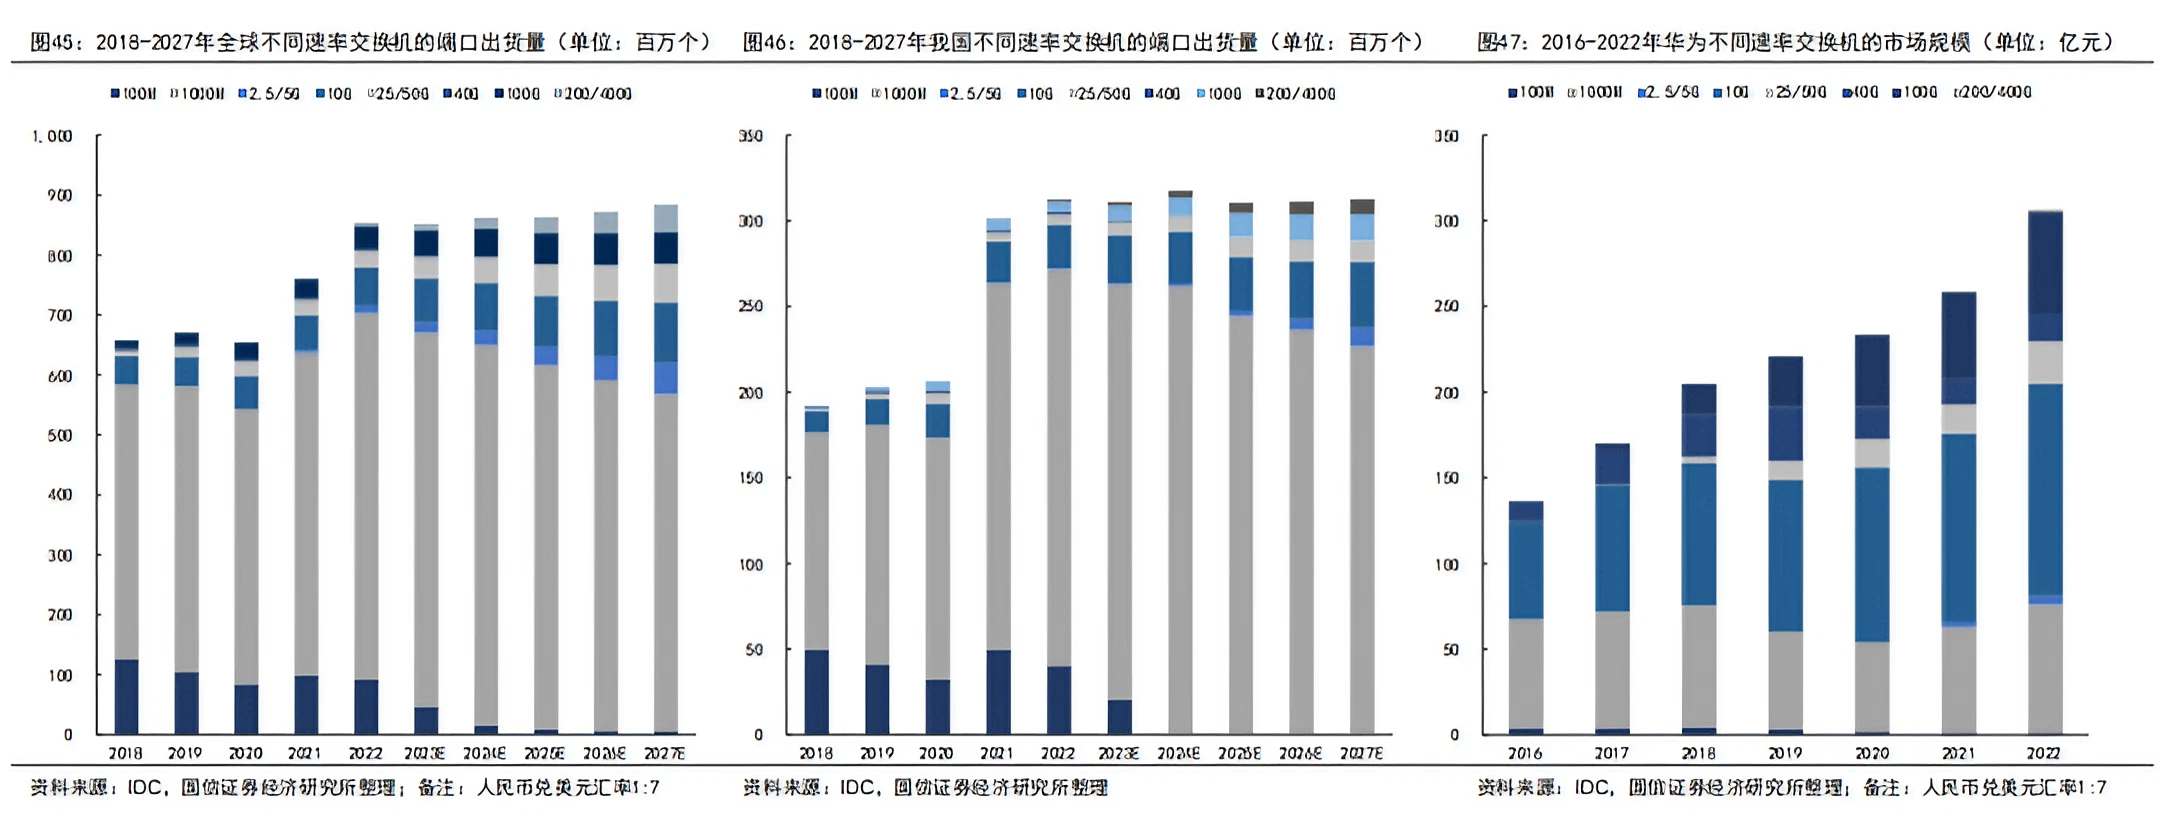 图45：2018-2027年全球不同速率交换机的端口出货量（单位：百万个）
100M 1000M 2.5/5G 10G 25/50G 40G 100G 200/400G
1,000
900
800
700
600
500
400
300
200
100
0
2018 2019 2020 2021 2022 2023E 2024E 2025E 2026E 2027E
资料来源：IDC，国信证券经济研究所整理；备注：人民币兑美元汇率1:7
图46：2018-2027年我国不同速率交换机的端口出货量（单位：百万个）
100M 1000M 2.5/5G 10G 25/50G 40G 100G 200/400G
350
300
250
200
150
100
50
0
2018 2019 2020 2021 2022 2023E 2024E 2025E 2026E 2027E
资料来源：IDC，国信证券经济研究所整理
图47：2016-2022年华为不同速率交换机的市场规模（单位：亿元）
100M 1000M 2.5/5G 10G 25/50G 40G 100G 200/400G
350
300
250
200
150
100
50
0
2016 2017 2018 2019 2020 2021 2022
资料来源：IDC，国信证券经济研究所整理；备注：人民币兑美元汇率1:7